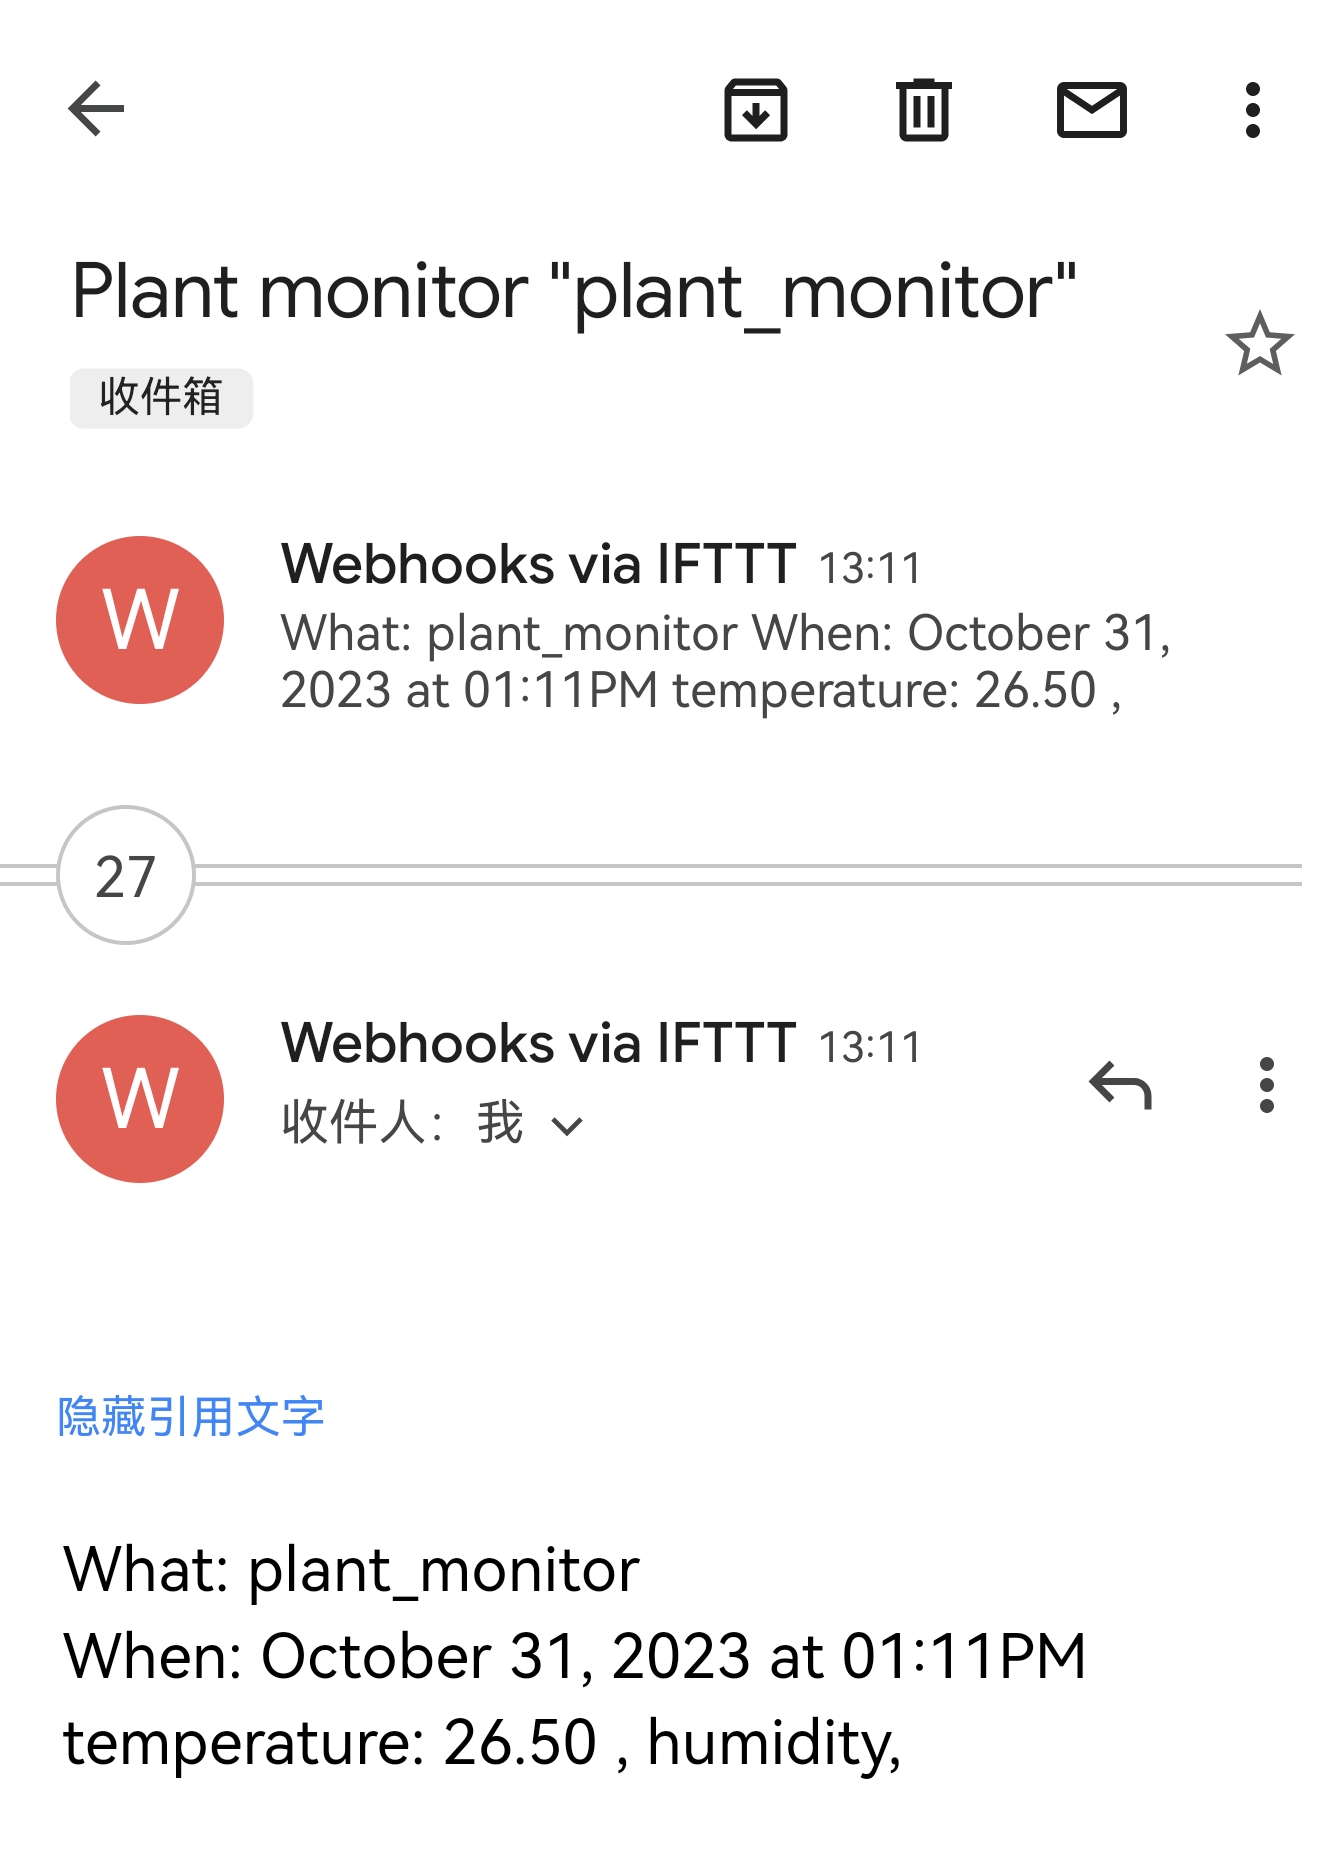 Plant monitor "plant_monitor"
收件箱
W
Webhooks via IFTTT 13:11
What: plant_monitor When: October 31,
2023 at 01:11PM temperature: 26.50 ,
27
W
Webhooks via IFTTT 13:11
收件人： 我
隐藏引用文字
What: plant_monitor
When: October 31, 2023 at 01:11PM
temperature: 26.50 , humidity,